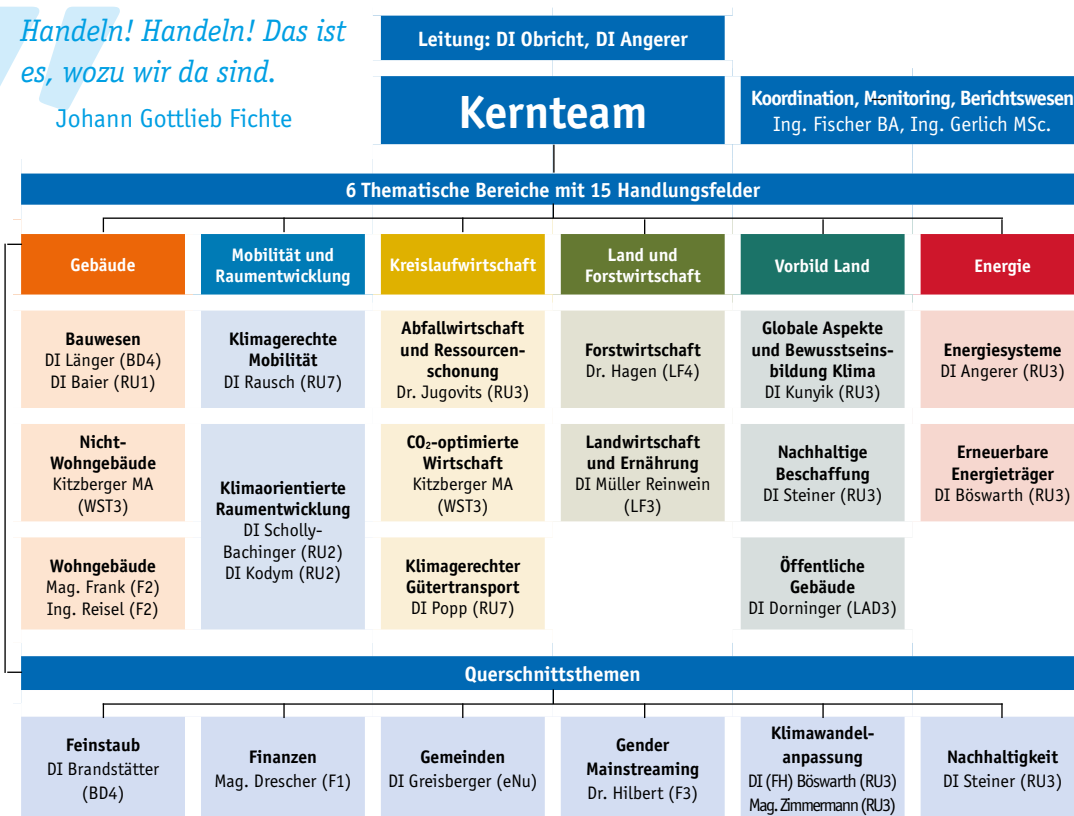 Handeln! Handeln! Das ist
es, wozu wir da sind.
Johann Gottlieb Fichte
Leitung: DI Obricht, DI Angerer
Kernteam
Koordination, Monitoring, Berichtswesen
Ing. Fischer BA, Ing. Gerlich MSc.
6 Thematische Bereiche mit 15 Handlungsfelder
Gebäude
Mobilität und
Raumentwicklung
Kreislaufwirtschaft
Land und
Forstwirtschaft
Vorbild Land
Energie
Bauwesen
DI Länger (BD4)
DI Baier (RU1)
Klimagerechte
Mobilität
DI Rausch (RU7)
Abfallwirtschaft
und Ressourcen-
schonung
Dr. Jugovits (RU3)
Forstwirtschaft
Dr. Hagen (LF4)
Globale Aspekte
und Bewusstseins-
bildung Klima
DI Kunyik (RU3)
Energiesysteme
DI Angerer (RU3)
Nicht-
Wohngebäude
Kitzberger MA
(WST3)
Klimaorientierte
Raumentwicklung
DI Scholly-
Bachinger (RU2)
DI Kodym (RU2)
CO₂-optimierte
Wirtschaft
Kitzberger MA
(WST3)
Landwirtschaft
und Ernährung
DI Müller Reinwein
(LF3)
Nachhaltige
Beschaffung
DI Steiner (RU3)
Erneuerbare
Energieträger
DI Böswarth (RU3)
Wohngebäude
Mag. Frank (F2)
Ing. Reisel (F2)
Klimagerechter
Gütertransport
DI Popp (RU7)
Öffentliche
Gebäude
DI Dorninger (LAD3)
Querschnittsthemen
Feinstaub
DI Brandstätter
(BD4)
Finanzen
Mag. Drescher (F1)
Gemeinden
DI Greisberger (eNu)
Gender
Mainstreaming
Dr. Hilbert (F3)
Klimawandel-
anpassung
DI (FH) Böswarth (RU3)
Mag. Zimmermann (RU3)
Nachhaltigkeit
DI Steiner (RU3)